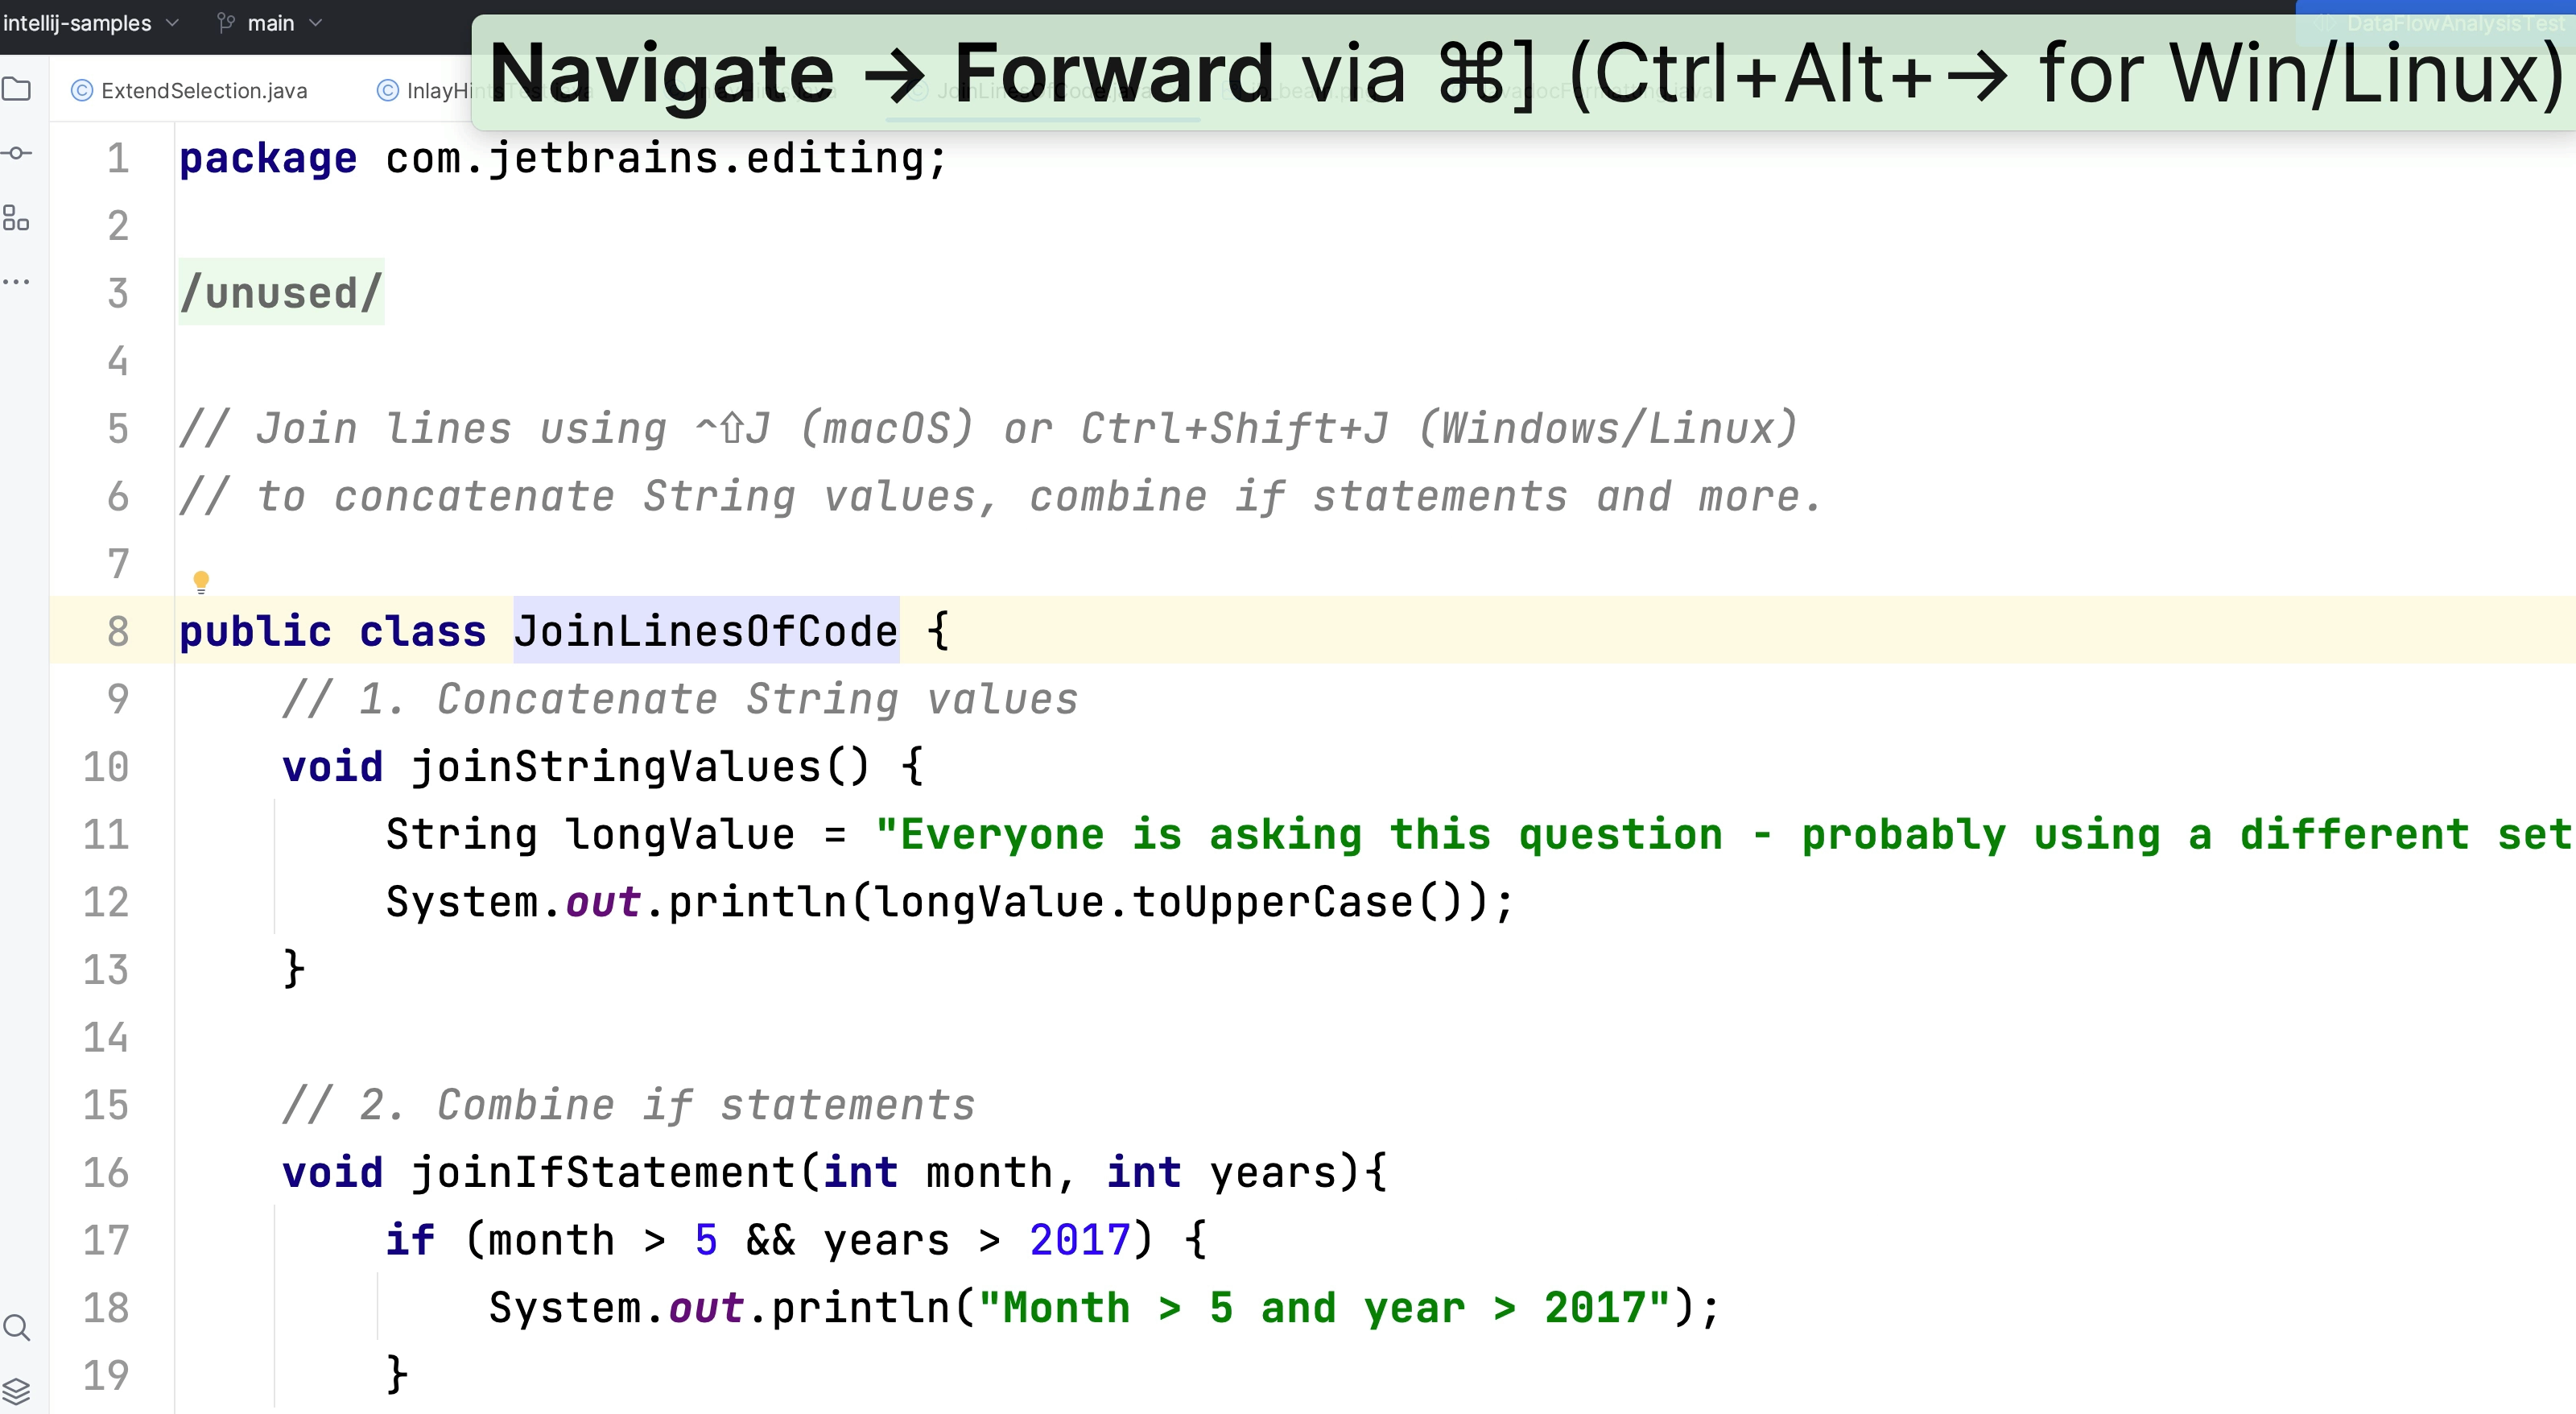 intellij-samples main DataFlowAnalysisTest
Navigate → Forward via ⌘] (Ctrl+Alt+→ for Win/Linux)
ExtendSelection.java InlayHintsTest.java JoinLinesOfCode.java
1 package com.jetbrains.editing;
2
3 /unused/
4
5 // Join lines using ^⇧J (macOS) or Ctrl+Shift+J (Windows/Linux)
6 // to concatenate String values, combine if statements and more.
7
8 public class JoinLinesOfCode {
9 // 1. Concatenate String values
10 void joinStringValues() {
11 String longValue = "Everyone is asking this question - probably using a different set
12 System.out.println(longValue.toUpperCase());
13 }
14
15 // 2. Combine if statements
16 void joinIfStatement(int month, int years){
17 if (month > 5 && years > 2017) {
18 System.out.println("Month > 5 and year > 2017");
19 }